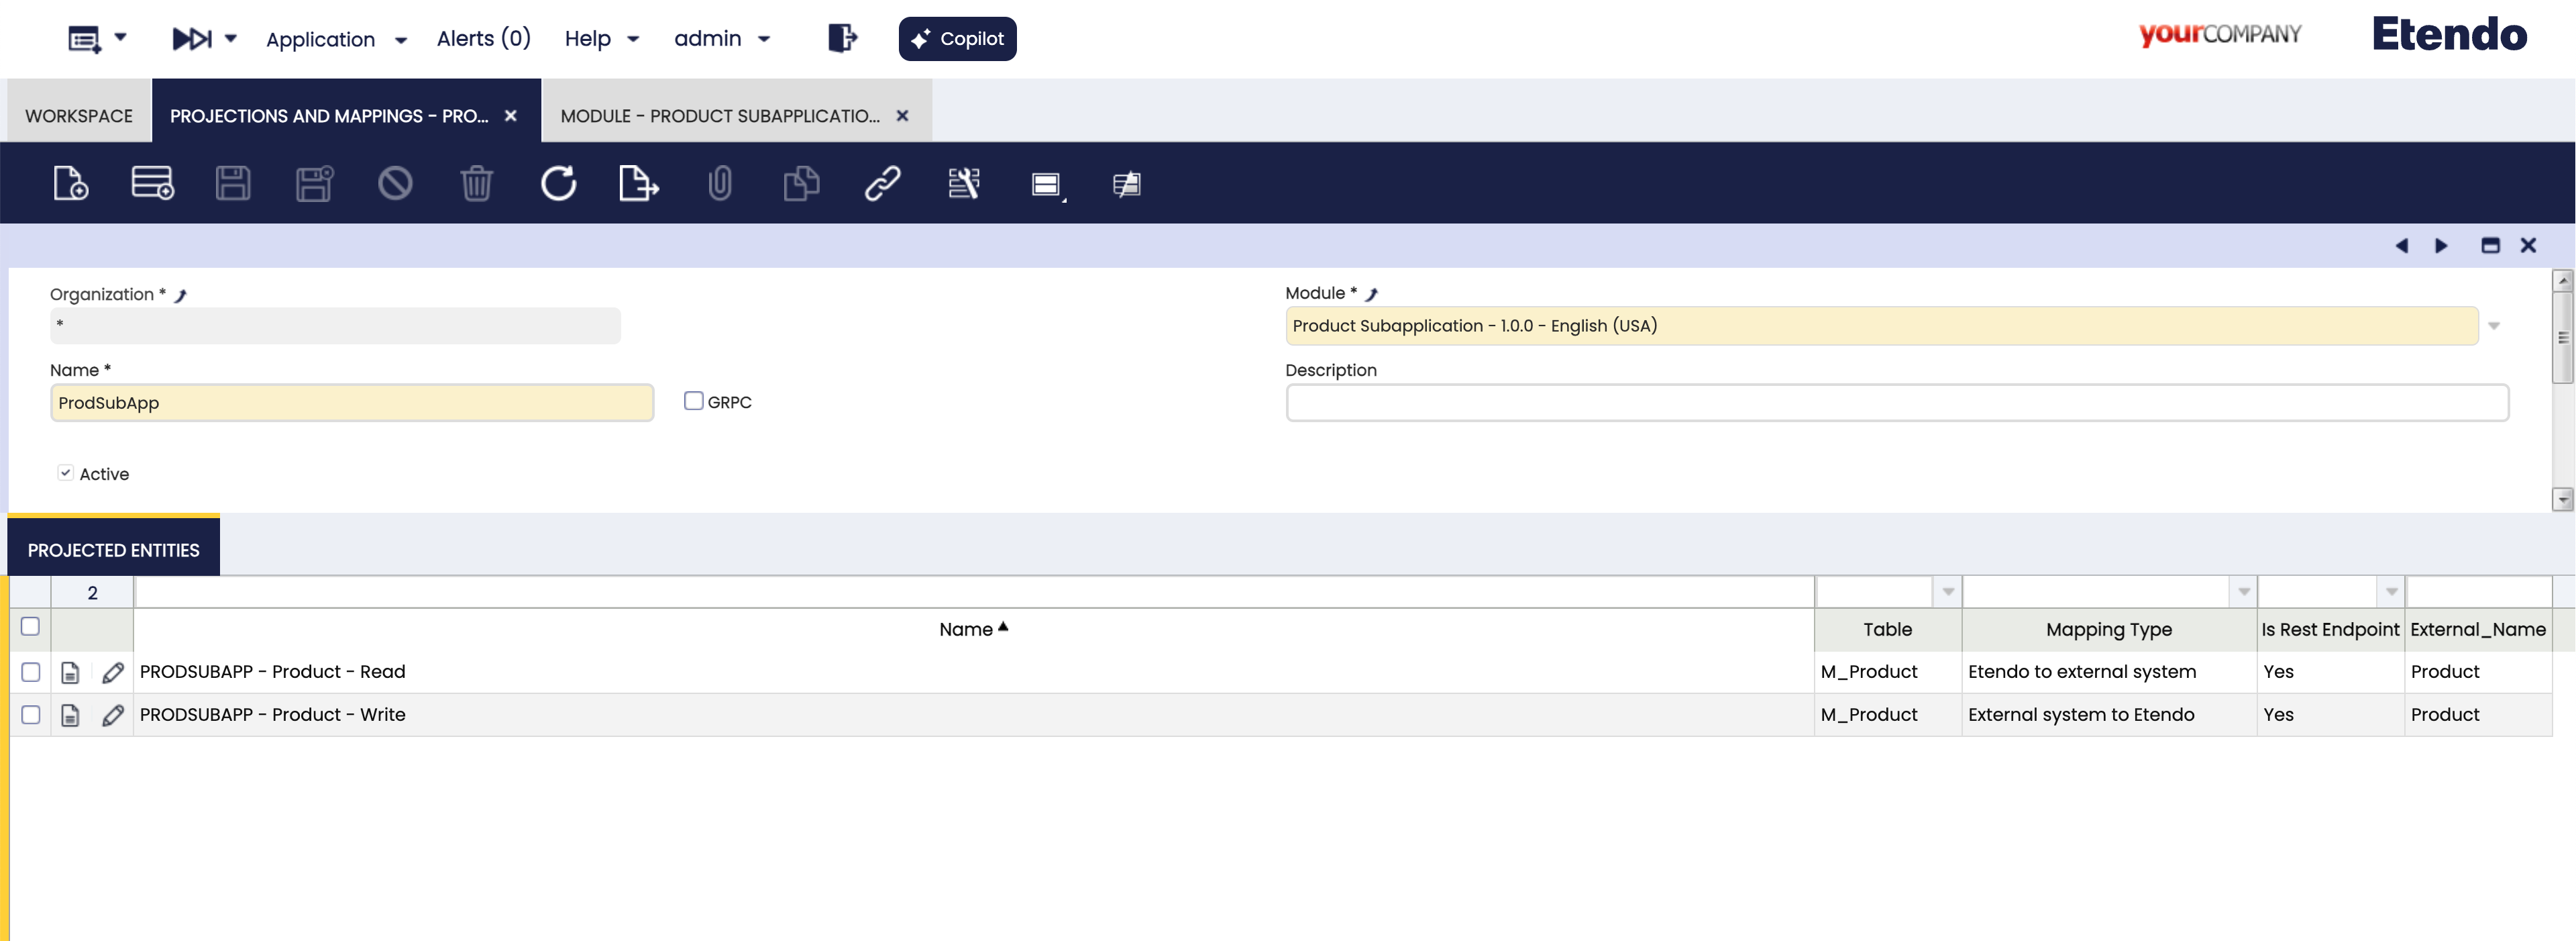 Application Alerts (0) Help admin Copilot yourCOMPANY Etendo
WORKSPACE PROJECTIONS AND MAPPINGS - PRO... MODULE - PRODUCT SUBAPPLICATIO...
Organization * Module *
* Product Subapplication - 1.0.0 - English (USA)
Name * Description
ProdSubApp GRPC
Active
PROJECTED ENTITIES
2
Name Table Mapping Type Is Rest Endpoint External_Name
PRODSUBAPP - Product - Read M_Product Etendo to external system Yes Product
PRODSUBAPP - Product - Write M_Product External system to Etendo Yes Product